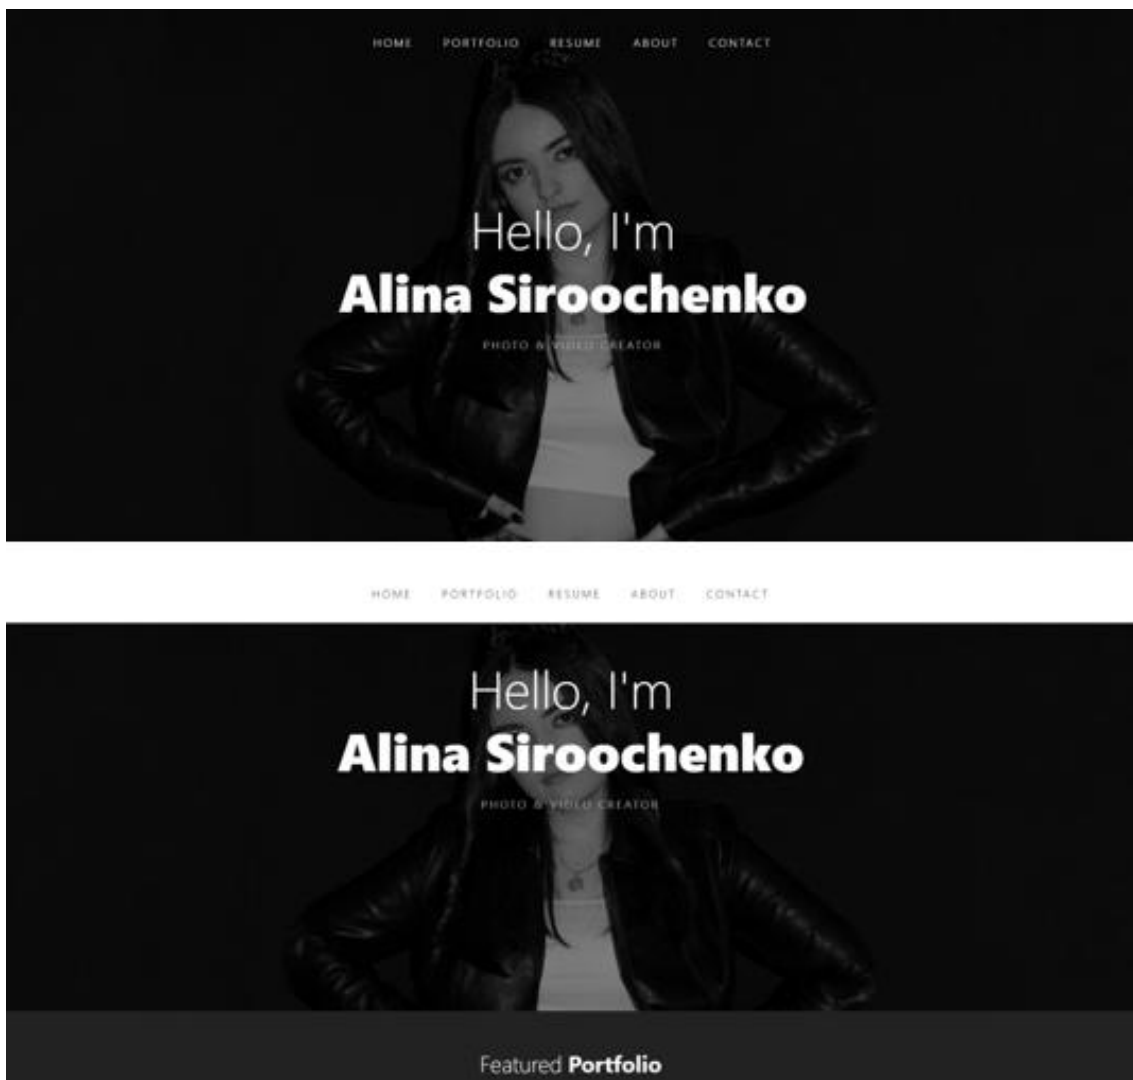 HOME PORTFOLIO RESUME ABOUT CONTACT
Hello, I'm
Alina Siroochenko
PHOTO & VIDEO CREATOR
HOME PORTFOLIO RESUME ABOUT CONTACT
Hello, I'm
Alina Siroochenko
PHOTO & VIDEO CREATOR
Featured Portfolio